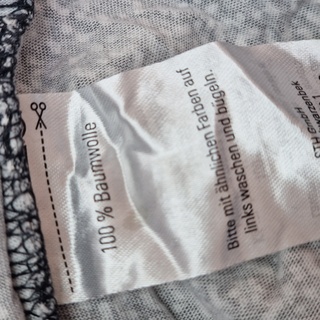 100 % Baumwolle
Bitte mit ähnlichen Farben auf
links waschen und bügeln.